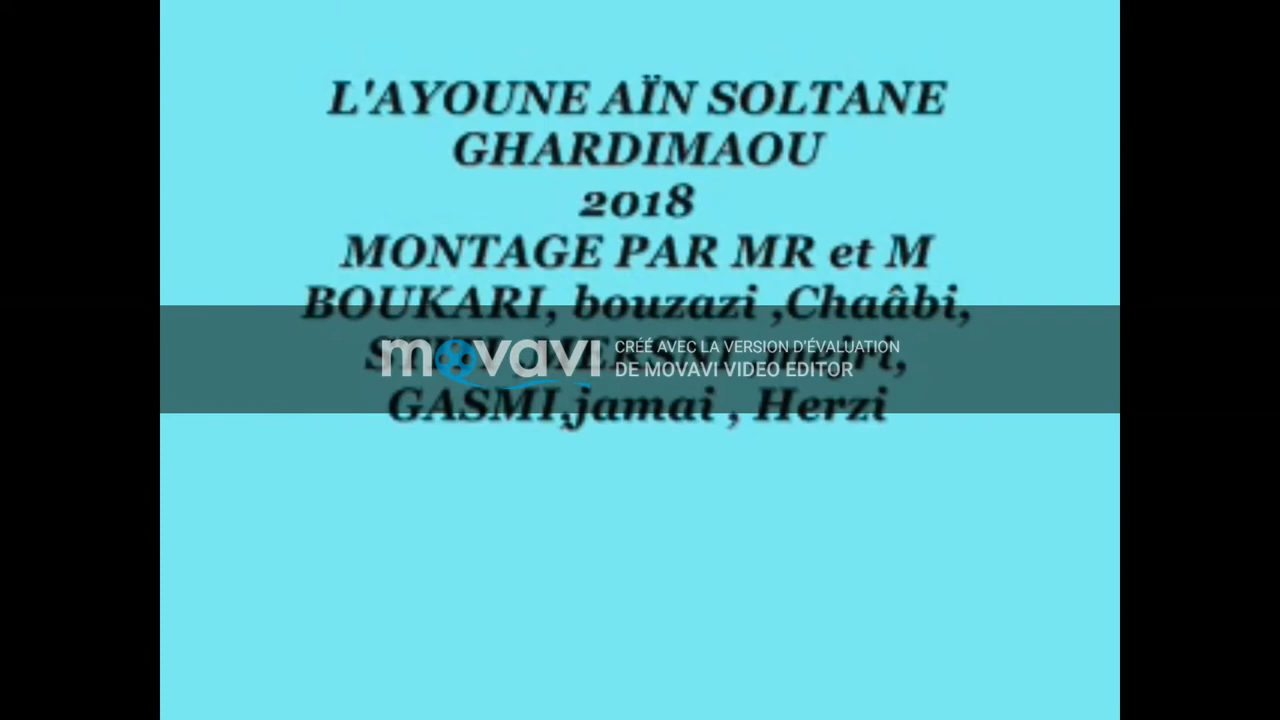 L'AYOUNE AÏN SOLTANE
GHARDIMAOU
2018
MONTAGE PAR MR et M
BOUKARI, bouzazi ,Chaâbi,
movavi
CRÉÉ AVEC LA VERSION D'ÉVALUATION
DE MOVAVI VIDEO EDITOR
GASMI,jamai , Herzi